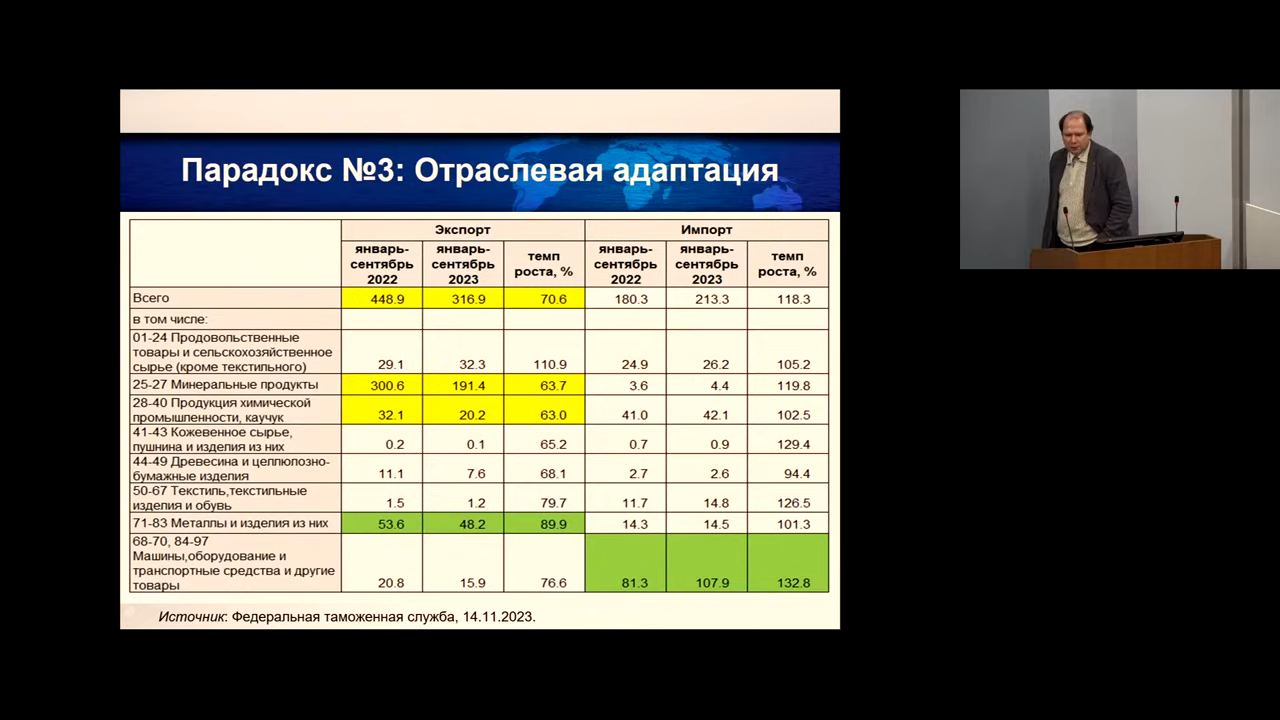 Парадокс №3: Отраслевая адаптация
Экспорт Импорт
январь-сентябрь 2022 январь-сентябрь 2023 темп роста, % январь-сентябрь 2022 январь-сентябрь 2023 темп роста, %
Всего 448.9 316.9 70.6 180.3 213.3 118.3
в том числе:
01-24 Продовольственные
товары и сельскохозяйственное
сырье (кроме текстильного) 29.1 32.3 110.9 24.9 26.2 105.2
25-27 Минеральные продукты 300.6 191.4 63.7 3.6 4.4 119.8
28-40 Продукция химической
промышленности, каучук 32.1 20.2 63.0 41.0 42.1 102.5
41-43 Кожевенное сырье,
пушнина и изделия из них 0.2 0.1 65.2 0.7 0.9 129.4
44-49 Древесина и целлюлозно-
бумажные изделия 11.1 7.6 68.1 2.7 2.6 94.4
50-67 Текстиль,текстильные
изделия и обувь 1.5 1.2 79.7 11.7 14.8 126.5
71-83 Металлы и изделия из них 53.6 48.2 89.9 14.3 14.5 101.3
68-70, 84-97
Машины,оборудование и
транспортные средства и другие
товары 20.8 15.9 76.6 81.3 107.9 132.8
Источник: Федеральная таможенная служба, 14.11.2023.